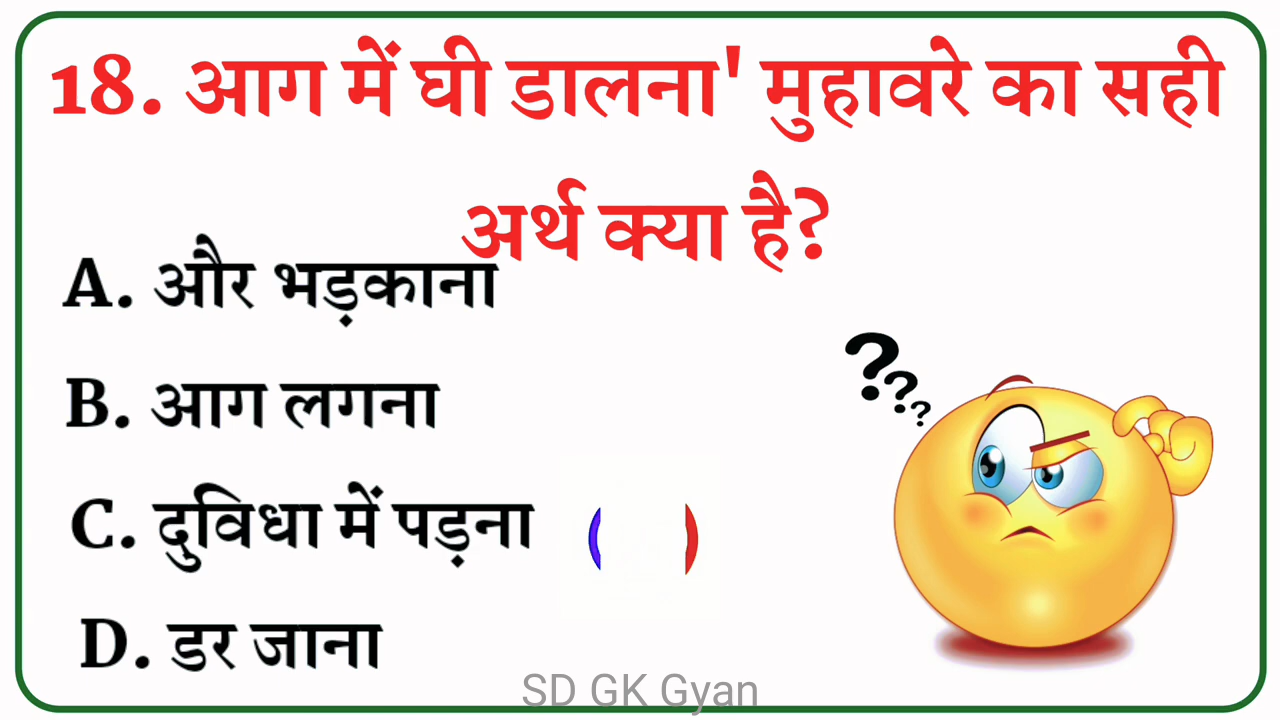 18. आग में घी डालना' मुहावरे का सही
अर्थ क्या है?
A. और भड़काना
B. आग लगना
C. दुविधा में पड़ना ( )
D. डर जाना
???
SD GK Gyan